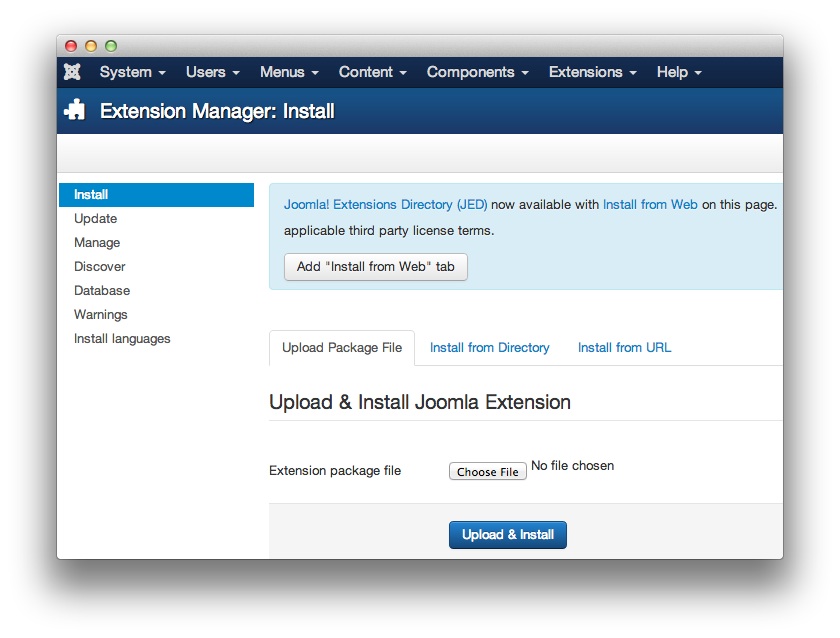 System Users Menus Content Components Extensions Help
Extension Manager: Install
Install
Update
Manage
Discover
Database
Warnings
Install languages
Joomla! Extensions Directory (JED) now available with Install from Web on this page.
applicable third party license terms.
Add "Install from Web" tab
Upload Package File Install from Directory Install from URL
Upload & Install Joomla Extension
Extension package file Choose File No file chosen
Upload & Install